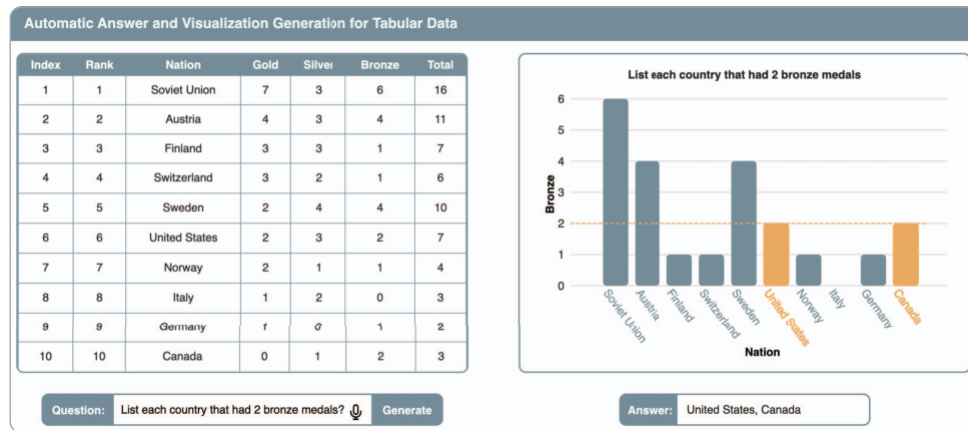 Automatic Answer and Visualization Generation for Tabular Data
Index Rank Nation Gold Silver Bronze Total
1 1 Soviet Union 7 3 6 16
2 2 Austria 4 3 4 11
3 3 Finland 3 3 1 7
4 4 Switzerland 3 2 1 6
5 5 Sweden 2 4 4 10
6 6 United States 2 3 2 7
7 7 Norway 2 1 1 4
8 8 Italy 1 2 0 3
9 9 Germany 1 0 1 2
10 10 Canada 0 1 2 3
Question: List each country that had 2 bronze medals? Generate
List each country that had 2 bronze medals
6
5
4
3
2
1
0
Bronze
Soviet Union
Austria
Finland
Switzerland
Sweden
United States
Norway
Italy
Germany
Canada
Nation
Answer: United States, Canada